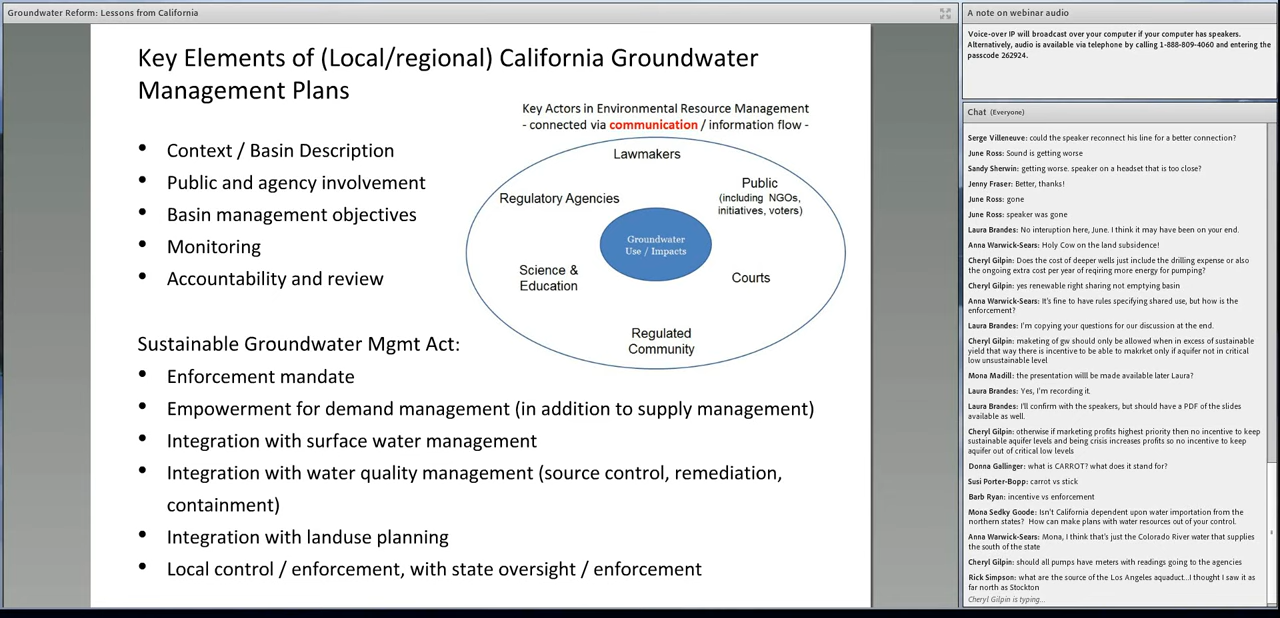 Groundwater Reform: Lessons from California
Key Elements of (Local/regional) California Groundwater
Management Plans
• Context / Basin Description
• Public and agency involvement
• Basin management objectives
• Monitoring
• Accountability and review
Key Actors in Environmental Resource Management
- connected via communication / information flow -
Lawmakers
Regulatory Agencies
Public
(including NGOs,
initiatives, voters)
Groundwater
Use / Impacts
Science &
Education
Courts
Regulated
Community
Sustainable Groundwater Mgmt Act:
• Enforcement mandate
• Empowerment for demand management (in addition to supply management)
• Integration with surface water management
• Integration with water quality management (source control, remediation,
containment)
• Integration with landuse planning
• Local control / enforcement, with state oversight / enforcement
A note on webinar audio
Voice-over IP will broadcast over your computer if your computer has speakers.
Alternatively, audio is available via telephone by calling 1-888-809-4060 and entering the
passcode 262924.
Chat (Everyone)
Serge Villeneuve: could the speaker reconnect his line for a better connection?
June Ross: Sound is getting worse
Sandy Sherwin: getting worse. speaker on a headset that is too close?
Jenny Fraser: Better, thanks!
June Ross: gone
June Ross: speaker was gone
Laura Brandes: No interuption here, June. I think it may have been on your end.
Anna Warwick-Sears: Holy Cow on the land subsidence!
Cheryl Gilpin: Does the cost of deeper wells just include the drilling expense or also
the ongoing extra cost per year of reqiring more energy for pumping?
Cheryl Gilpin: yes renewable right sharing not emptying basin
Anna Warwick-Sears: It's fine to have rules specifying shared use, but how is the
enforcement?
Laura Brandes: I'm copying your questions for our discussion at the end.
Cheryl Gilpin: maketing of gw should only be allowed when in excess of sustainable
yield that way there is incentive to be able to makrket only if aquifer not in critical
low unsustainable level
Mona Madill: the presentation willl be made available later Laura?
Laura Brandes: Yes, I'm recording it.
Laura Brandes: I'll confirm with the speakers, but should have a PDF of the slides
available as well.
Cheryl Gilpin: otherwise if marketing profits highest priority then no incentive to keep
sustainable aquifer levels and being crisis increases profits so no incentive to keep
aquifer out of critical low levels
Donna Gallinger: what is CARROT? what does it stand for?
Susi Porter-Bopp: carrot vs stick
Barb Ryan: incentive vs enforcement
Mona Sedky Goode: Isn't California dependent upon water importation from the
northern states? How can make plans with water resources out of your control.
Anna Warwick-Sears: Mona, I think that's just the Colorado River water that supplies
the south of the state
Cheryl Gilpin: should all pumps have meters with readings going to the agencies
Rick Simpson: what are the source of the Los Angeles aquaduct...I thought I saw it as
far north as Stockton
Cheryl Gilpin is typing...